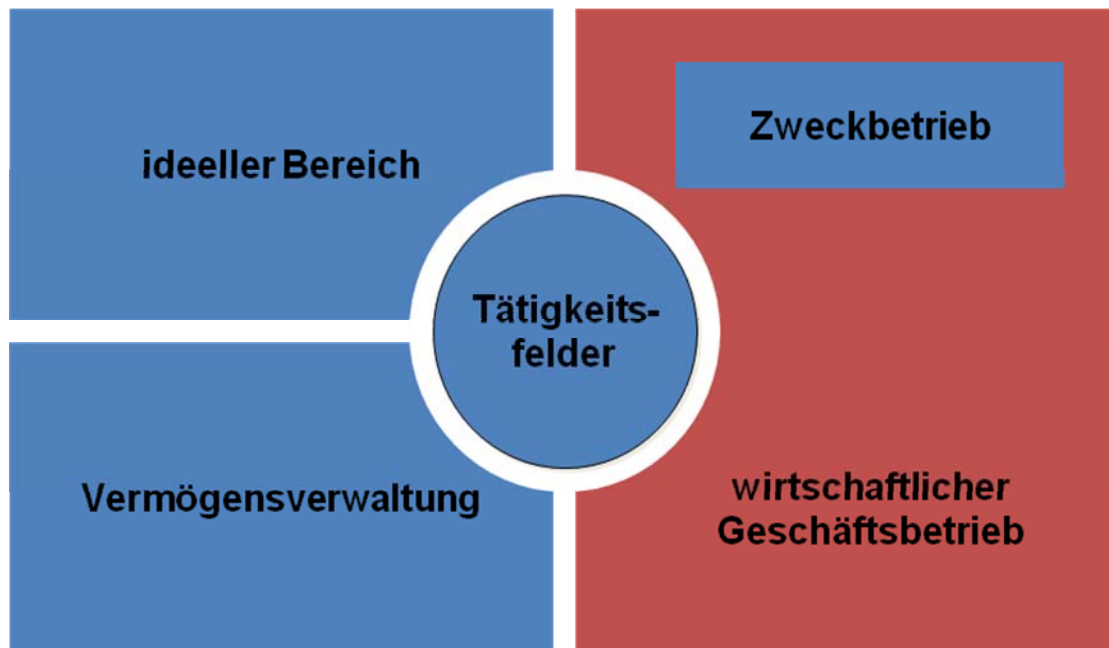 ideeller Bereich
Zweckbetrieb
Tätigkeits-
felder
Vermögensverwaltung
wirtschaftlicher
Geschäftsbetrieb